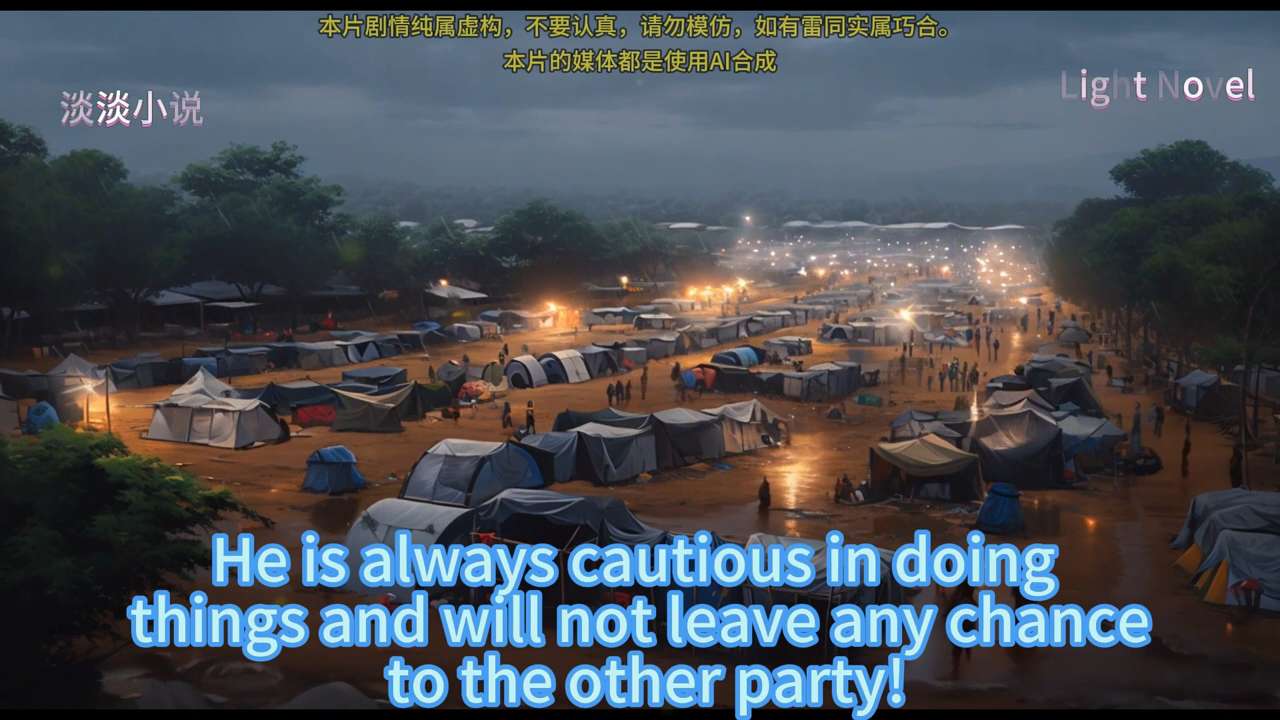 本片剧情纯属虚构，不要认真，请勿模仿，如有雷同实属巧合。
本片的媒体都是使用AI合成
淡淡小说
Light Novel
He is always cautious in doing
things and will not leave any chance
to the other party!